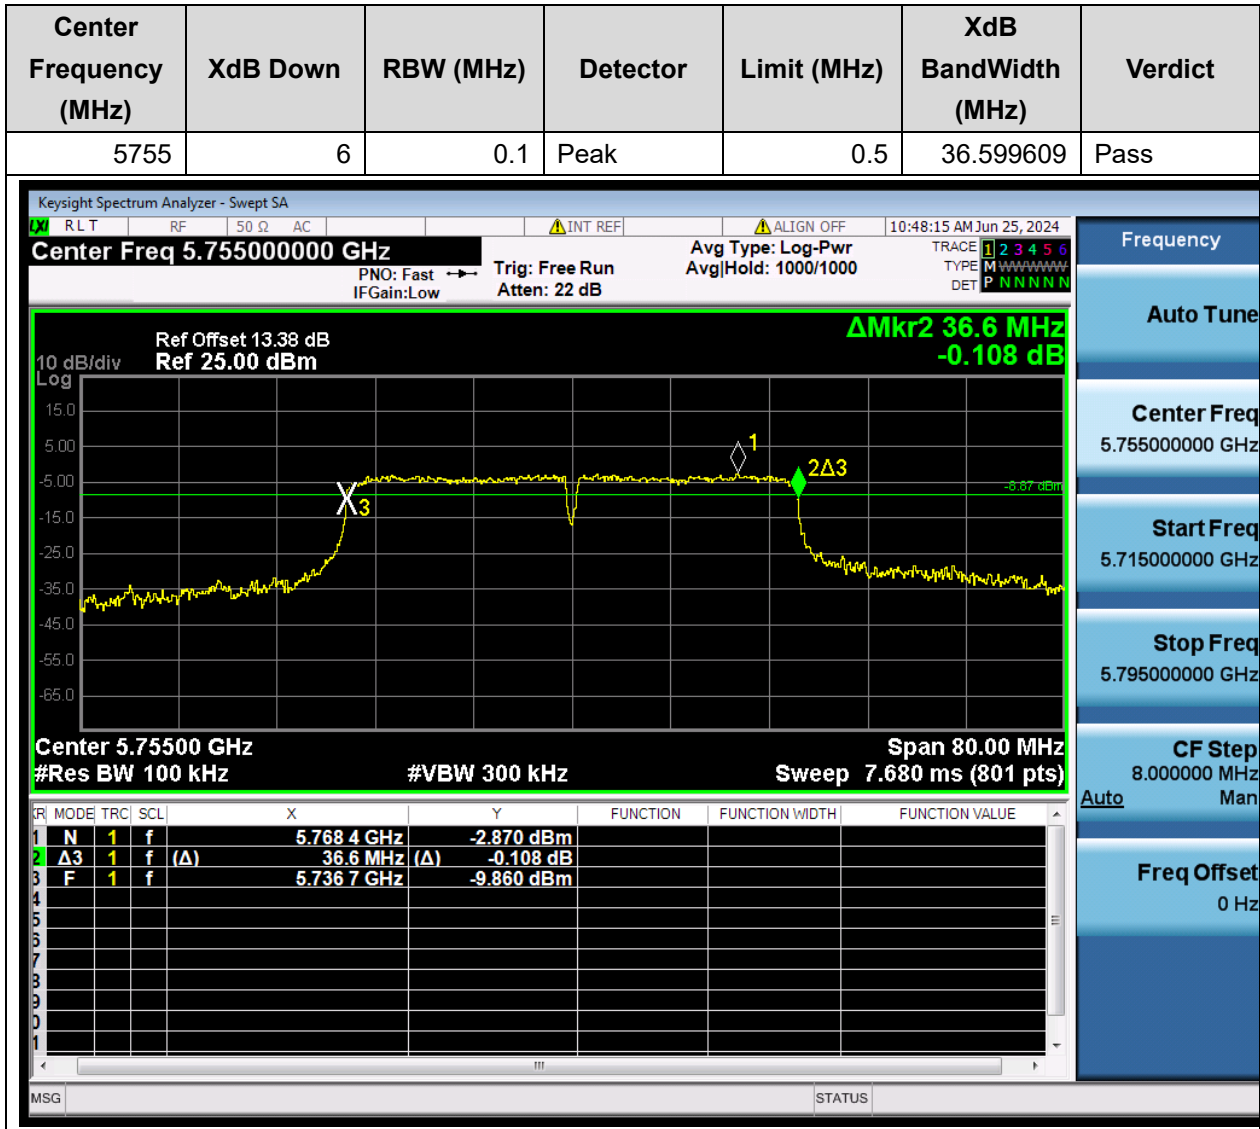 Center Frequency (MHz) XdB Down RBW (MHz) Detector Limit (MHz) XdB BandWidth (MHz) Verdict
5755 6 0.1 Peak 0.5 36.599609 Pass
Keysight Spectrum Analyzer - Swept SA
LXI RLT RF 50 Ω AC INT REF ALIGN OFF 10:48:15 AM Jun 25, 2024
Center Freq 5.755000000 GHz
PNO: Fast
IFGain:Low
Trig: Free Run
Atten: 22 dB
Avg Type: Log-Pwr
Avg|Hold: 1000/1000
TRACE 1 2 3 4 5 6
TYPE M WWWWW
DET P N N N N N
ΔMkr2 36.6 MHz
-0.108 dB
Ref Offset 13.38 dB
10 dB/div Ref 25.00 dBm
Log
15.0
5.00
-5.00
-15.0
-25.0
-35.0
-45.0
-55.0
-65.0
1
2Δ3
-8.87 dBm
3
Center 5.75500 GHz Span 80.00 MHz
#Res BW 100 kHz #VBW 300 kHz Sweep 7.680 ms (801 pts)
KR MODE TRC SCL X Y FUNCTION FUNCTION WIDTH FUNCTION VALUE
1 N 1 f 5.768 4 GHz -2.870 dBm
2 Δ3 1 f (Δ) 36.6 MHz (Δ) -0.108 dB
3 F 1 f 5.736 7 GHz -9.860 dBm
4
5
6
7
8
9
0
1
MSG STATUS
Frequency
Auto Tune
Center Freq
5.755000000 GHz
Start Freq
5.715000000 GHz
Stop Freq
5.795000000 GHz
CF Step
8.000000 MHz
Auto Man
Freq Offset
0 Hz